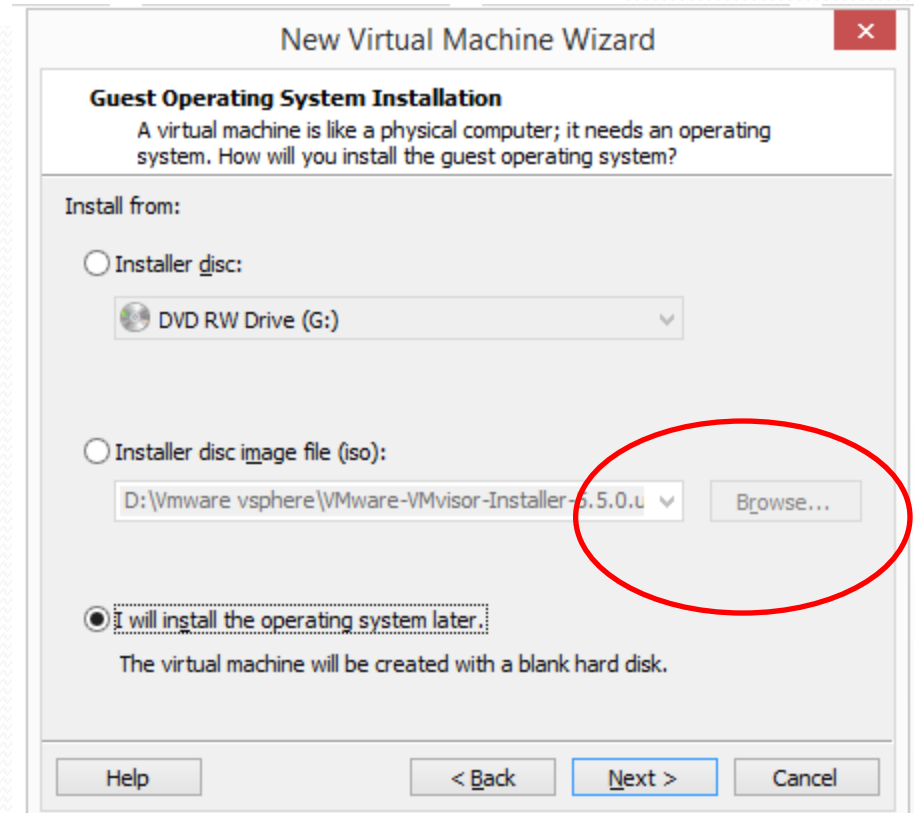 New Virtual Machine Wizard
Guest Operating System Installation
A virtual machine is like a physical computer; it needs an operating
system. How will you install the guest operating system?
Install from:
Installer disc:
DVD RW Drive (G:)
Installer disc image file (iso):
D:\Vmware vsphere\VMware-VMvisor-Installer-5.5.0.u
Browse...
I will install the operating system later.
The virtual machine will be created with a blank hard disk.
Help
< Back
Next >
Cancel